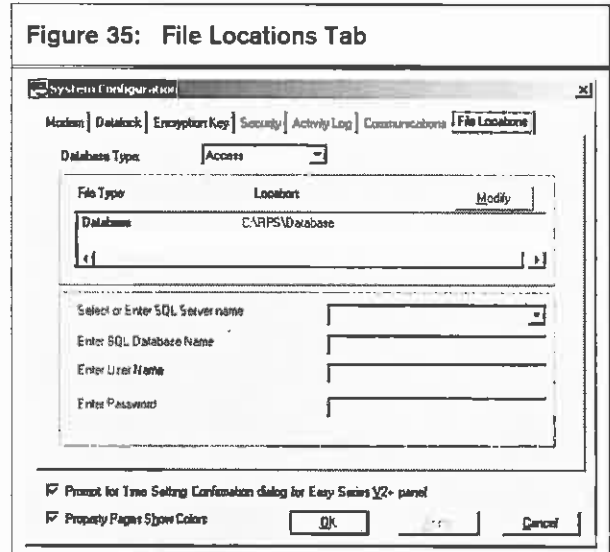 Figure 35: File Locations Tab
System Configuration
Modem Datalock Encryption Key Security Activity Log Communications File Locations
Database Type: Access
File Type Location: Modify
Database C:\RPS\Database
Select or Enter SQL Server name
Enter SQL Database Name
Enter User Name
Enter Password
Prompt for Time Setting Confirmation dialog for Easy Series V2+ panel
Property Pages Show Colors OK Cancel